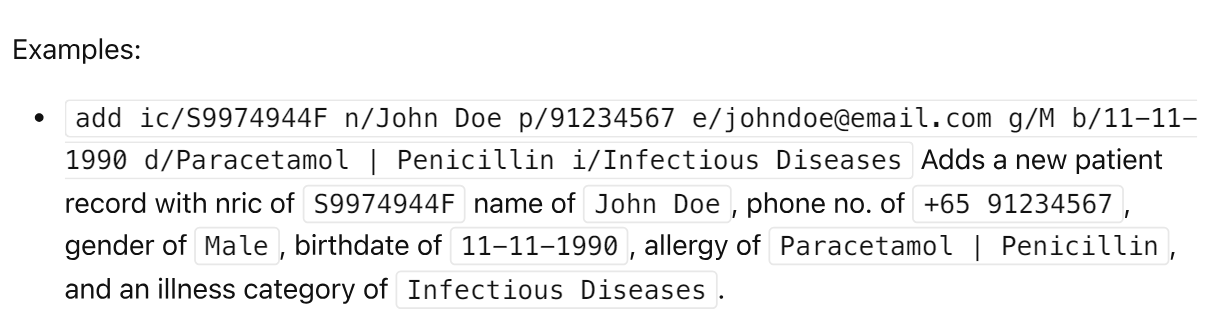 Examples:
• add ic/S9974944F n/John Doe p/91234567 e/johndoe@email.com g/M b/11-11-
1990 d/Paracetamol | Penicillin i/Infectious Diseases Adds a new patient
record with nric of S9974944F name of John Doe , phone no. of +65 91234567 ,
gender of Male , birthdate of 11-11-1990 , allergy of Paracetamol | Penicillin ,
and an illness category of Infectious Diseases .